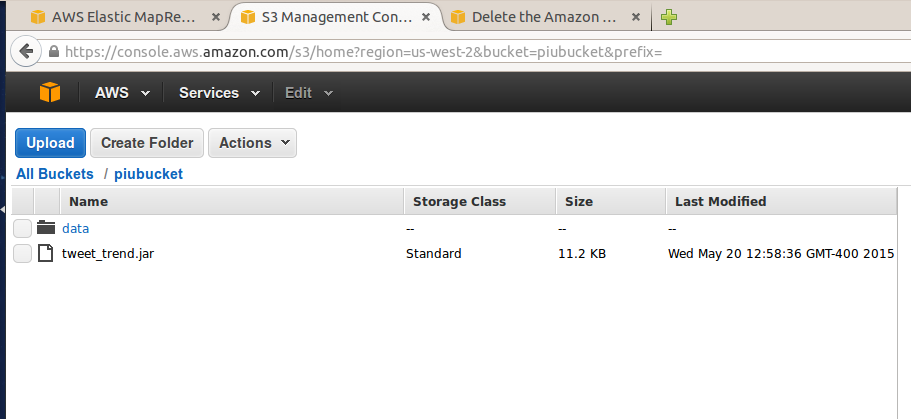 AWS Elastic MapRe... × S3 Management Con... × Delete the Amazon ... ×
https://console.aws.amazon.com/s3/home?region=us-west-2&bucket=piubucket&prefix=
AWS Services Edit
Upload Create Folder Actions
All Buckets / piubucket
Name Storage Class Size Last Modified
data -- -- --
tweet_trend.jar Standard 11.2 KB Wed May 20 12:58:36 GMT-400 2015